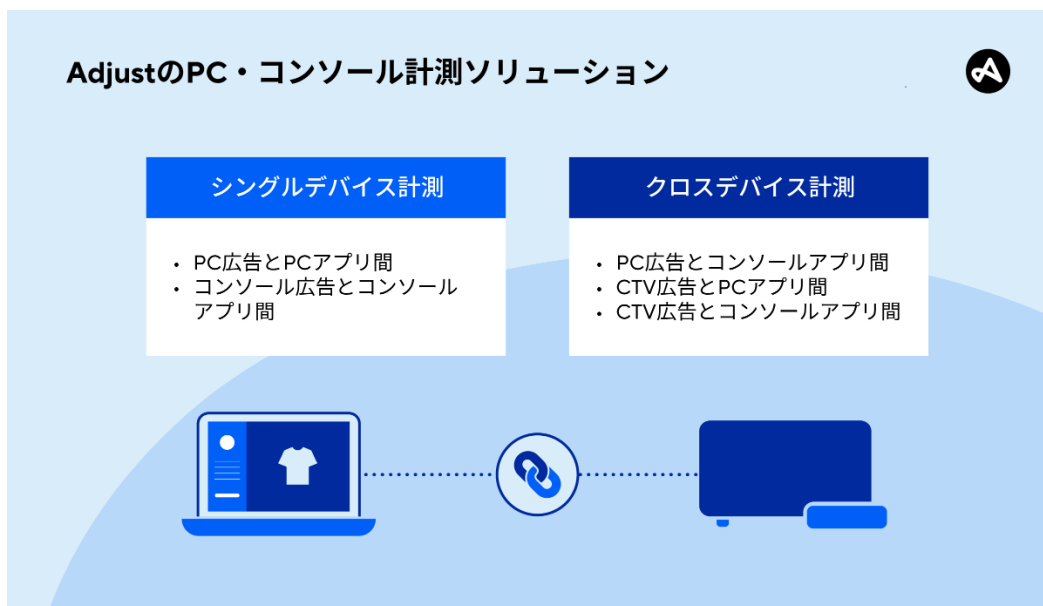 AdjustのPC・コンソール計測ソリューション
シングルデバイス計測
・ PC広告とPCアプリ間
・ コンソール広告とコンソール
アプリ間
クロスデバイス計測
・ PC広告とコンソールアプリ間
・ CTV広告とPCアプリ間
・ CTV広告とコンソールアプリ間